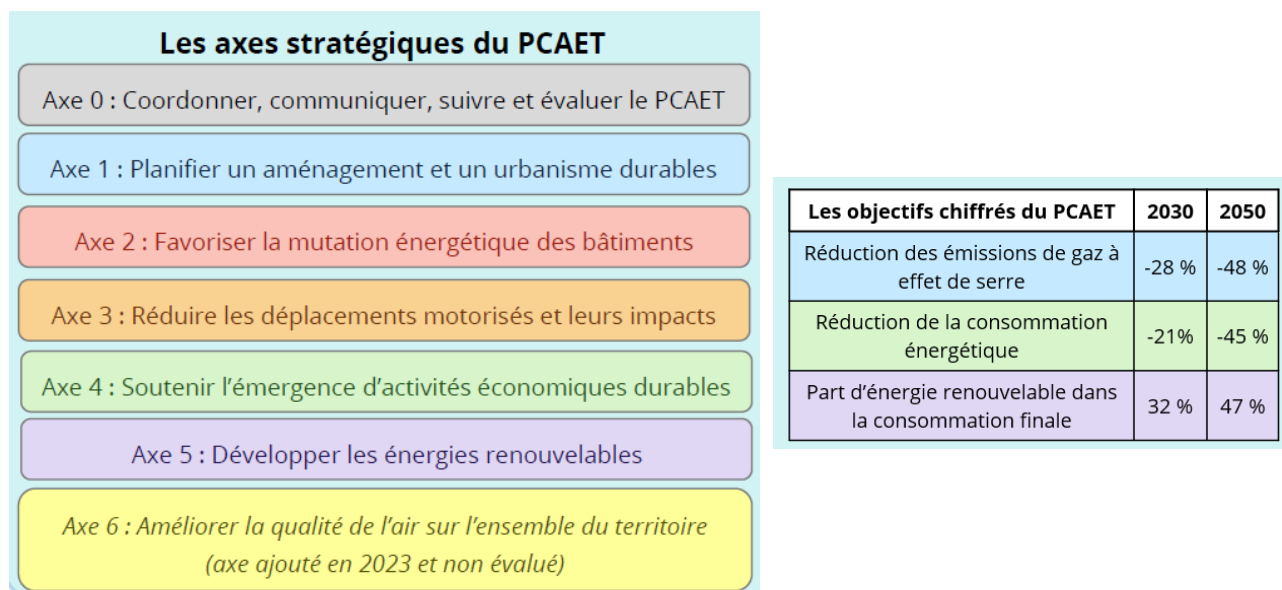 Les axes stratégiques du PCAET
Axe 0 : Coordonner, communiquer, suivre et évaluer le PCAET
Axe 1 : Planifier un aménagement et un urbanisme durables
Axe 2 : Favoriser la mutation énergétique des bâtiments
Axe 3 : Réduire les déplacements motorisés et leurs impacts
Axe 4 : Soutenir l’émergence d’activités économiques durables
Axe 5 : Développer les énergies renouvelables
Axe 6 : Améliorer la qualité de l’air sur l’ensemble du territoire
(axe ajouté en 2023 et non évalué)
Les objectifs chiffrés du PCAET 2030 2050
Réduction des émissions de gaz à
effet de serre -28 % -48 %
Réduction de la consommation
énergétique -21% -45 %
Part d’énergie renouvelable dans
la consommation finale 32 % 47 %